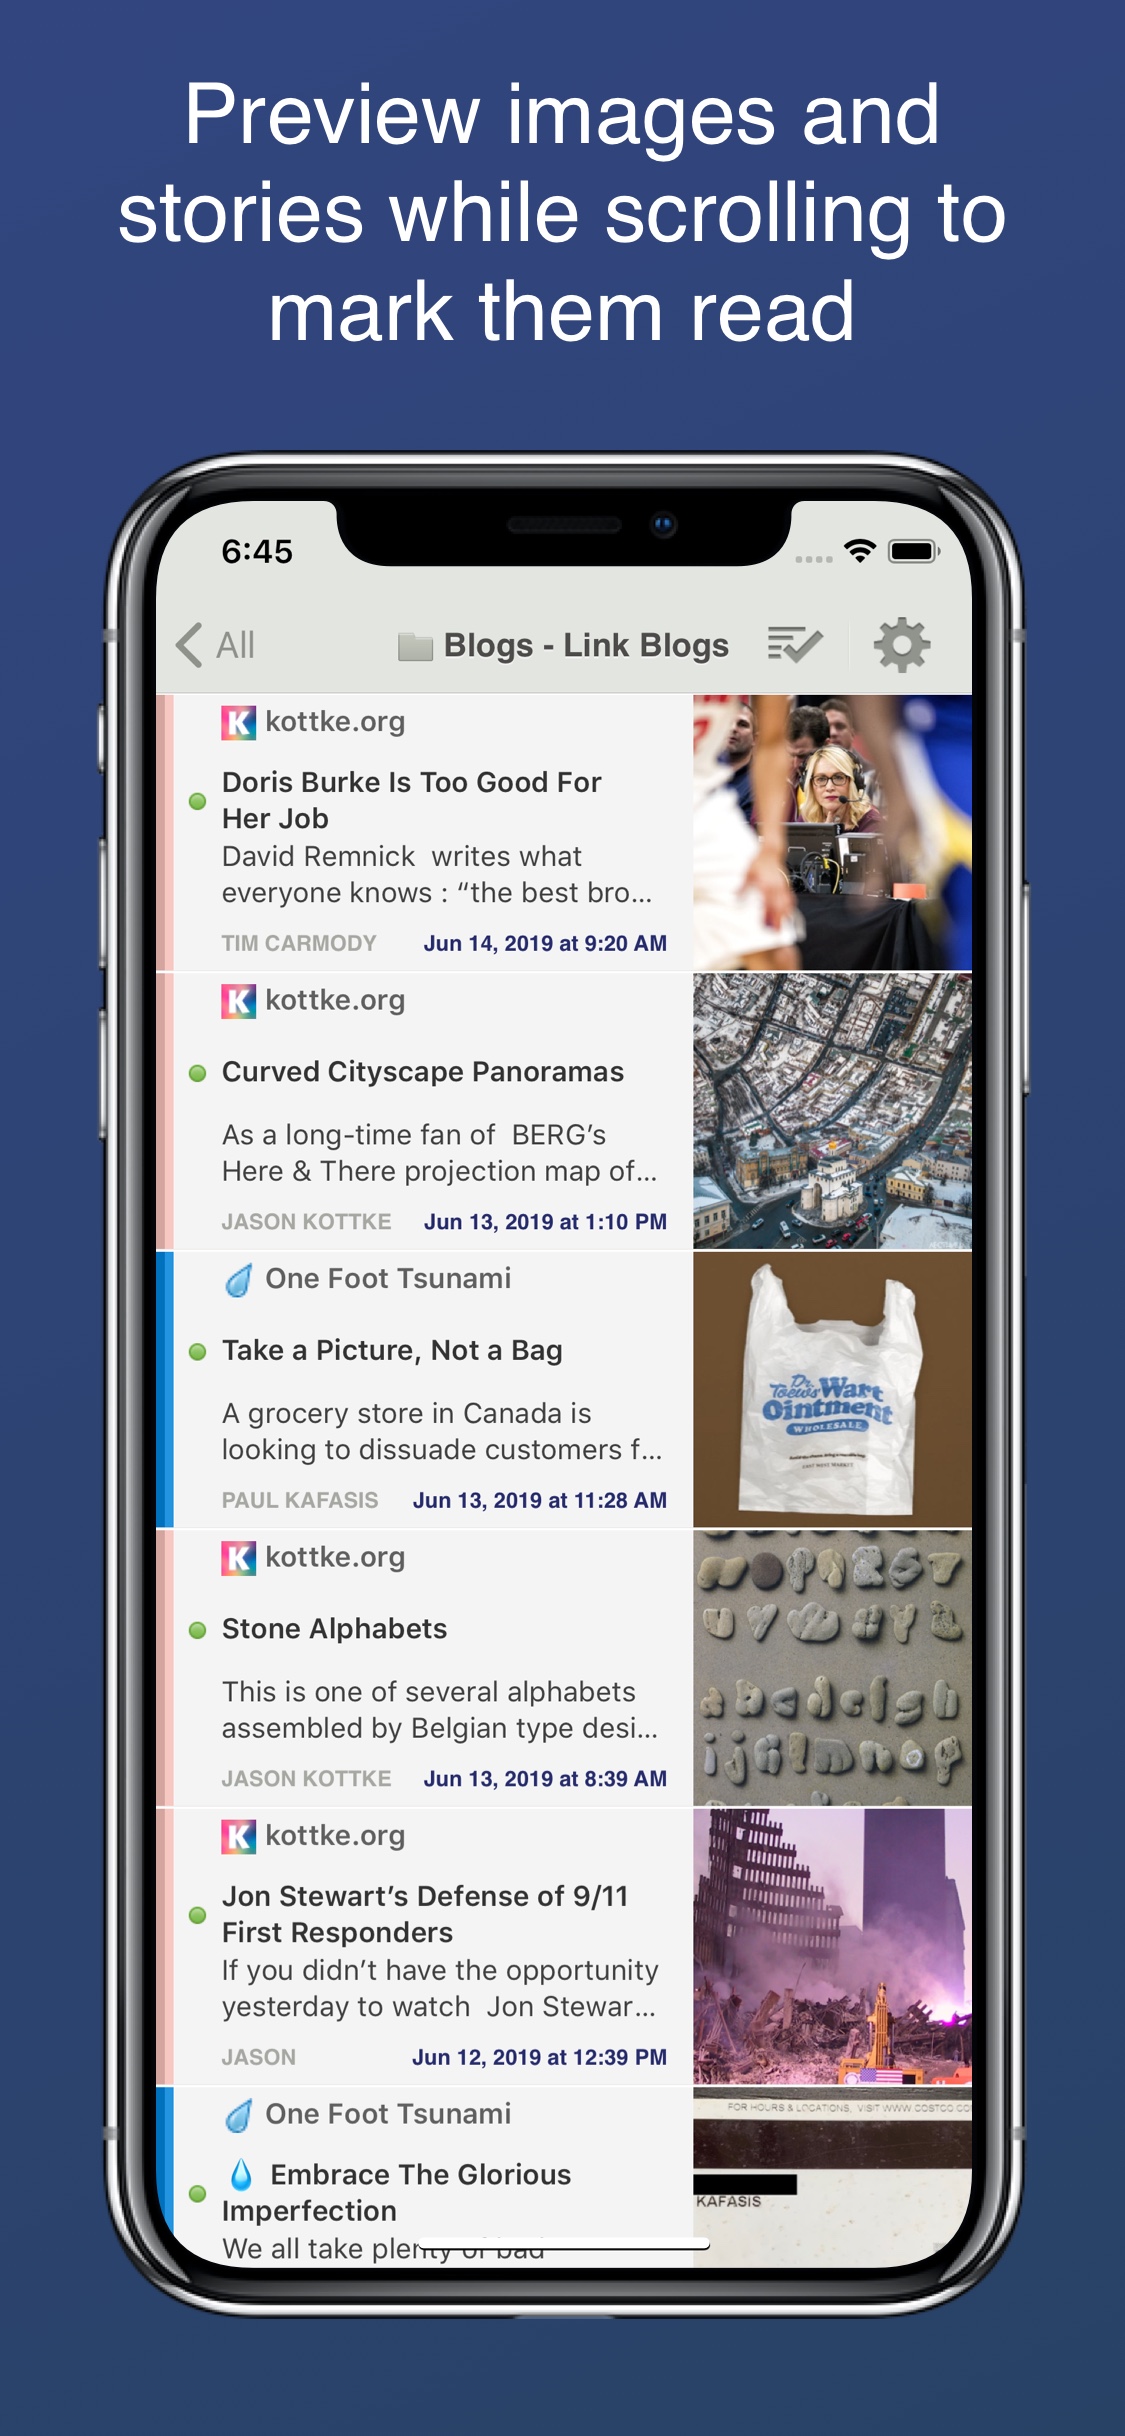 Preview images and
stories while scrolling to
mark them read
6:45
All
Blogs - Link Blogs
K kottke.org
Doris Burke Is Too Good For
Her Job
David Remnick writes what
everyone knows : “the best bro...
TIM CARMODY Jun 14, 2019 at 9:20 AM
K kottke.org
Curved Cityscape Panoramas
As a long-time fan of BERG’s
Here & There projection map of...
JASON KOTTKE Jun 13, 2019 at 1:10 PM
One Foot Tsunami
Take a Picture, Not a Bag
A grocery store in Canada is
looking to dissuade customers f...
PAUL KAFASIS Jun 13, 2019 at 11:28 AM
Dr.
Toews' Wart
Ointment
WHOLESALE
EAST WEST MARKET
K kottke.org
Stone Alphabets
This is one of several alphabets
assembled by Belgian type desi...
JASON KOTTKE Jun 13, 2019 at 8:39 AM
K kottke.org
Jon Stewart’s Defense of 9/11
First Responders
If you didn’t have the opportunity
yesterday to watch Jon Stewar...
JASON Jun 12, 2019 at 12:39 PM
One Foot Tsunami
Embrace The Glorious
Imperfection
We all take plenty of bad
FOR HOURS & LOCATIONS, VISIT WWW.COSTCO.CO
KAFASIS